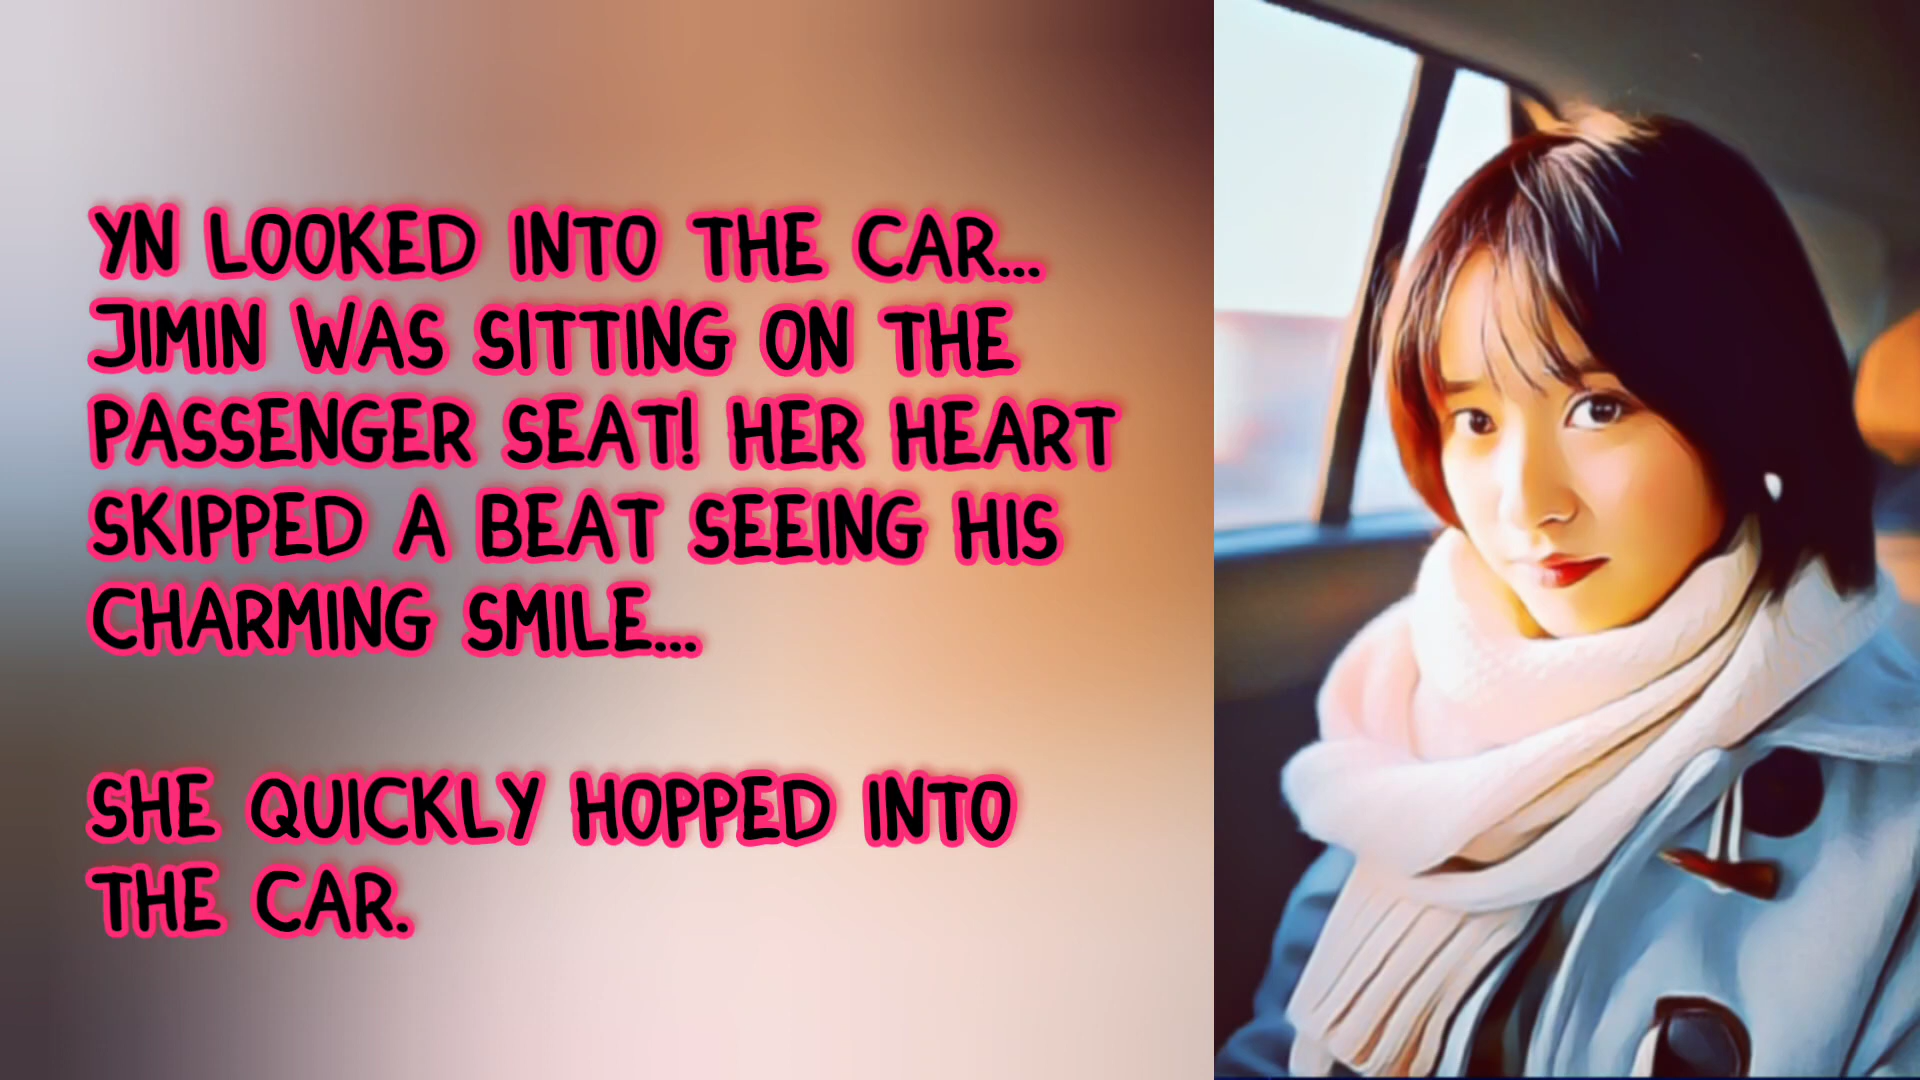 YN LOOKED INTO THE CAR...
JIMIN WAS SITTING ON THE
PASSENGER SEAT! HER HEART
SKIPPED A BEAT SEEING HIS
CHARMING SMILE...
SHE QUICKLY HOPPED INTO
THE CAR.